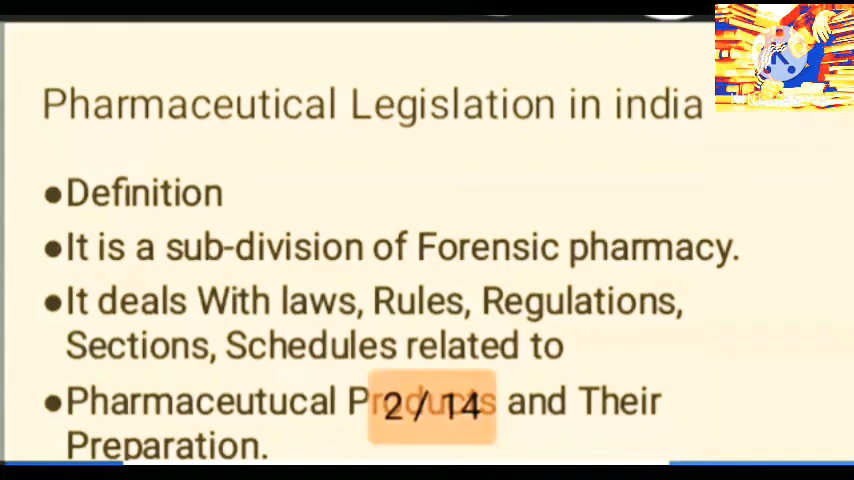 Pharmaceutical Legislation in india
●Definition
●It is a sub-division of Forensic pharmacy.
●It deals With laws, Rules, Regulations,
Sections, Schedules related to
●Pharmaceutucal Products and Their
2 / 14
Preparation.